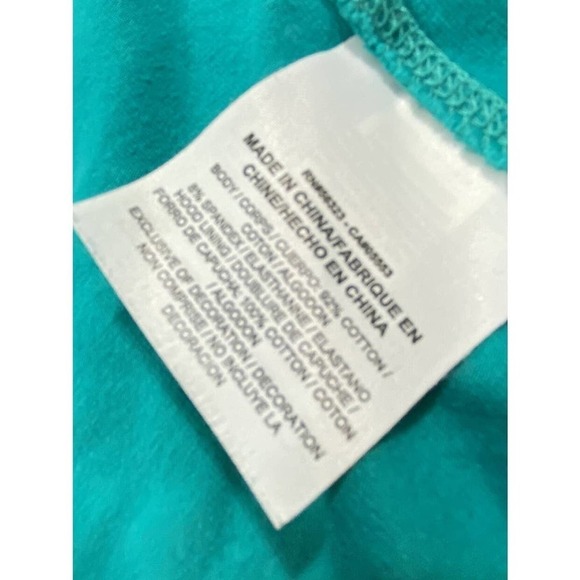 RN#56323 - CA#05553
MADE IN CHINA/FABRIQUE EN
CHINE/HECHO EN CHINA
BODY / CORPS / CUERPO: 92% COTTON /
COTON / ALGODON
8% SPANDEX / ELASTHANNE / ELASTANO
HOOD LINING / DOUBLURE DE CAPUCHE /
FORRO DE CAPUCHA: 100% COTTON / COTON
/ ALGODON
EXCLUSIVE OF DECORATION / DECORATION
NON COMPRISE / NO INCLUYE LA
DECORACION